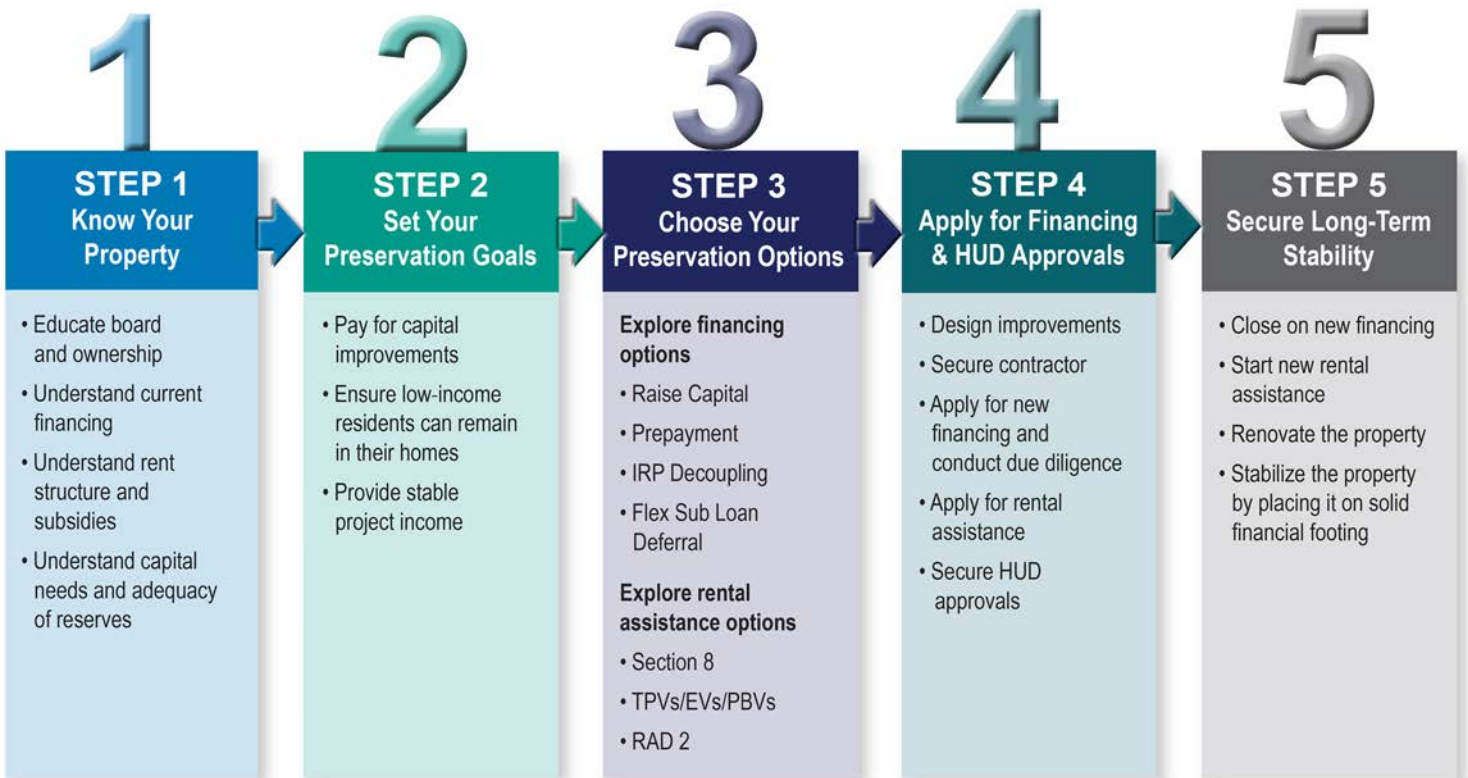 1
STEP 1
Know Your
Property
• Educate board
and ownership
• Understand current
financing
• Understand rent
structure and
subsidies
• Understand capital
needs and adequacy
of reserves
2
STEP 2
Set Your
Preservation Goals
• Pay for capital
improvements
• Ensure low-income
residents can remain
in their homes
• Provide stable
project income
3
STEP 3
Choose Your
Preservation Options
Explore financing
options
• Raise Capital
• Prepayment
• IRP Decoupling
• Flex Sub Loan
Deferral
Explore rental
assistance options
• Section 8
• TPVs/EVs/PBVs
• RAD 2
4
STEP 4
Apply for Financing
& HUD Approvals
• Design improvements
• Secure contractor
• Apply for new
financing and
conduct due diligence
• Apply for rental
assistance
• Secure HUD
approvals
5
STEP 5
Secure Long-Term
Stability
• Close on new financing
• Start new rental
assistance
• Renovate the property
• Stabilize the property
by placing it on solid
financial footing